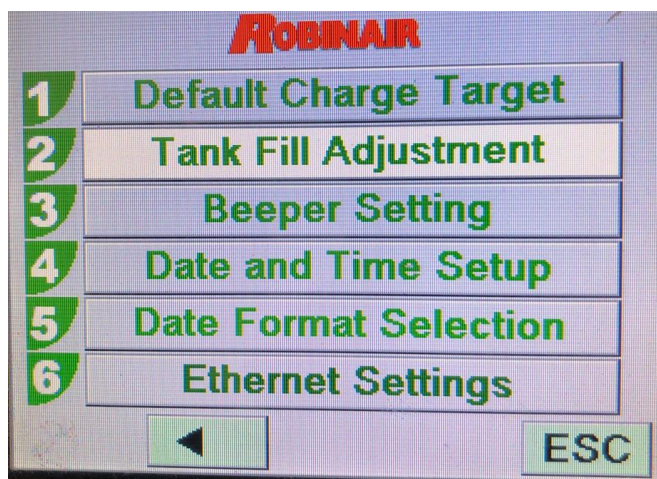 ROBINAIR
1 Default Charge Target
2 Tank Fill Adjustment
3 Beeper Setting
4 Date and Time Setup
5 Date Format Selection
6 Ethernet Settings
ESC